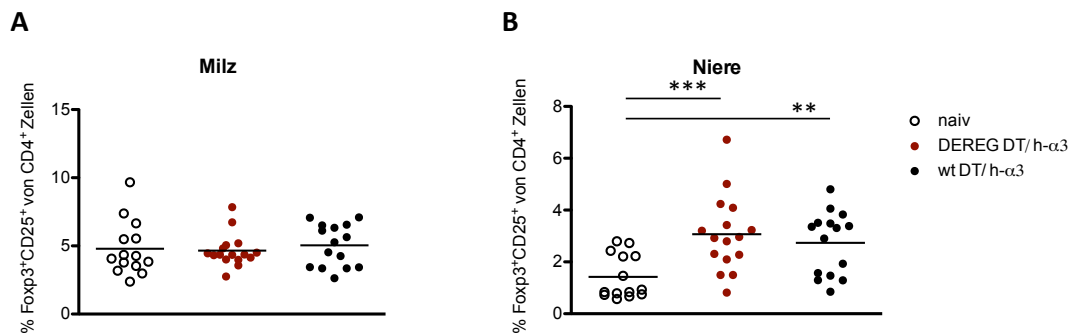 A
Milz
% Foxp3⁺CD25⁺ von CD4⁺ Zellen
15
10
5
0
B
Niere
% Foxp3⁺CD25⁺ von CD4⁺ Zellen
8
6
4
2
0
***
**
naiv
DEREG DT/h-α3
wt DT/h-α3